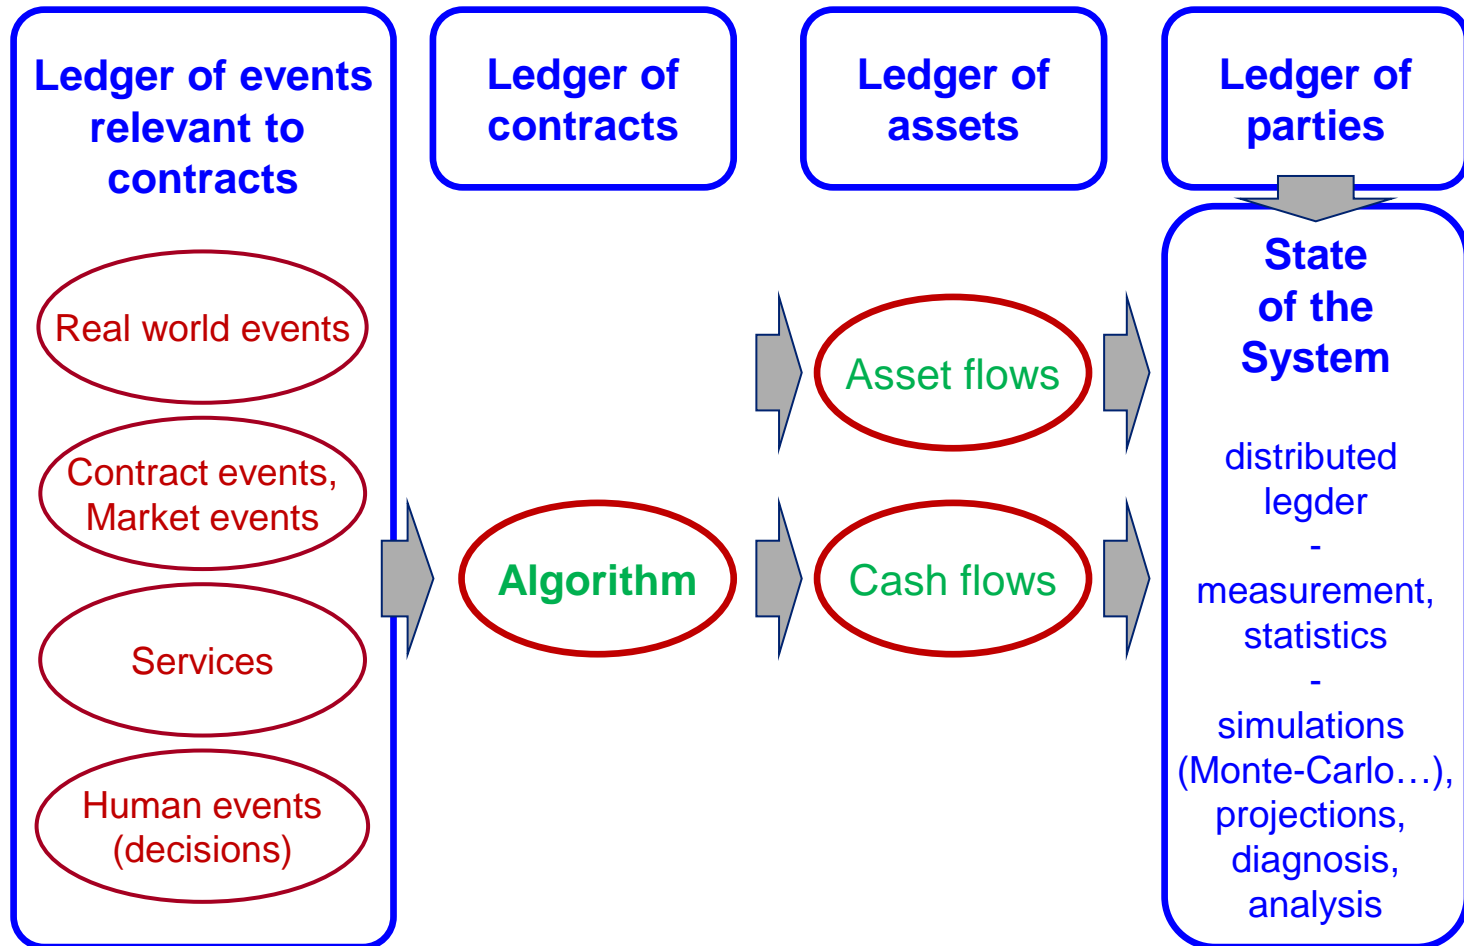 Ledger of events
relevant to
contracts
Real world events
Contract events,
Market events
Services
Human events
(decisions)
Ledger of
contracts
Algorithm
Ledger of
assets
Asset flows
Cash flows
Ledger of
parties
State
of the
System
distributed
legder
-
measurement,
statistics
-
simulations
(Monte-Carlo…),
projections,
diagnosis,
analysis